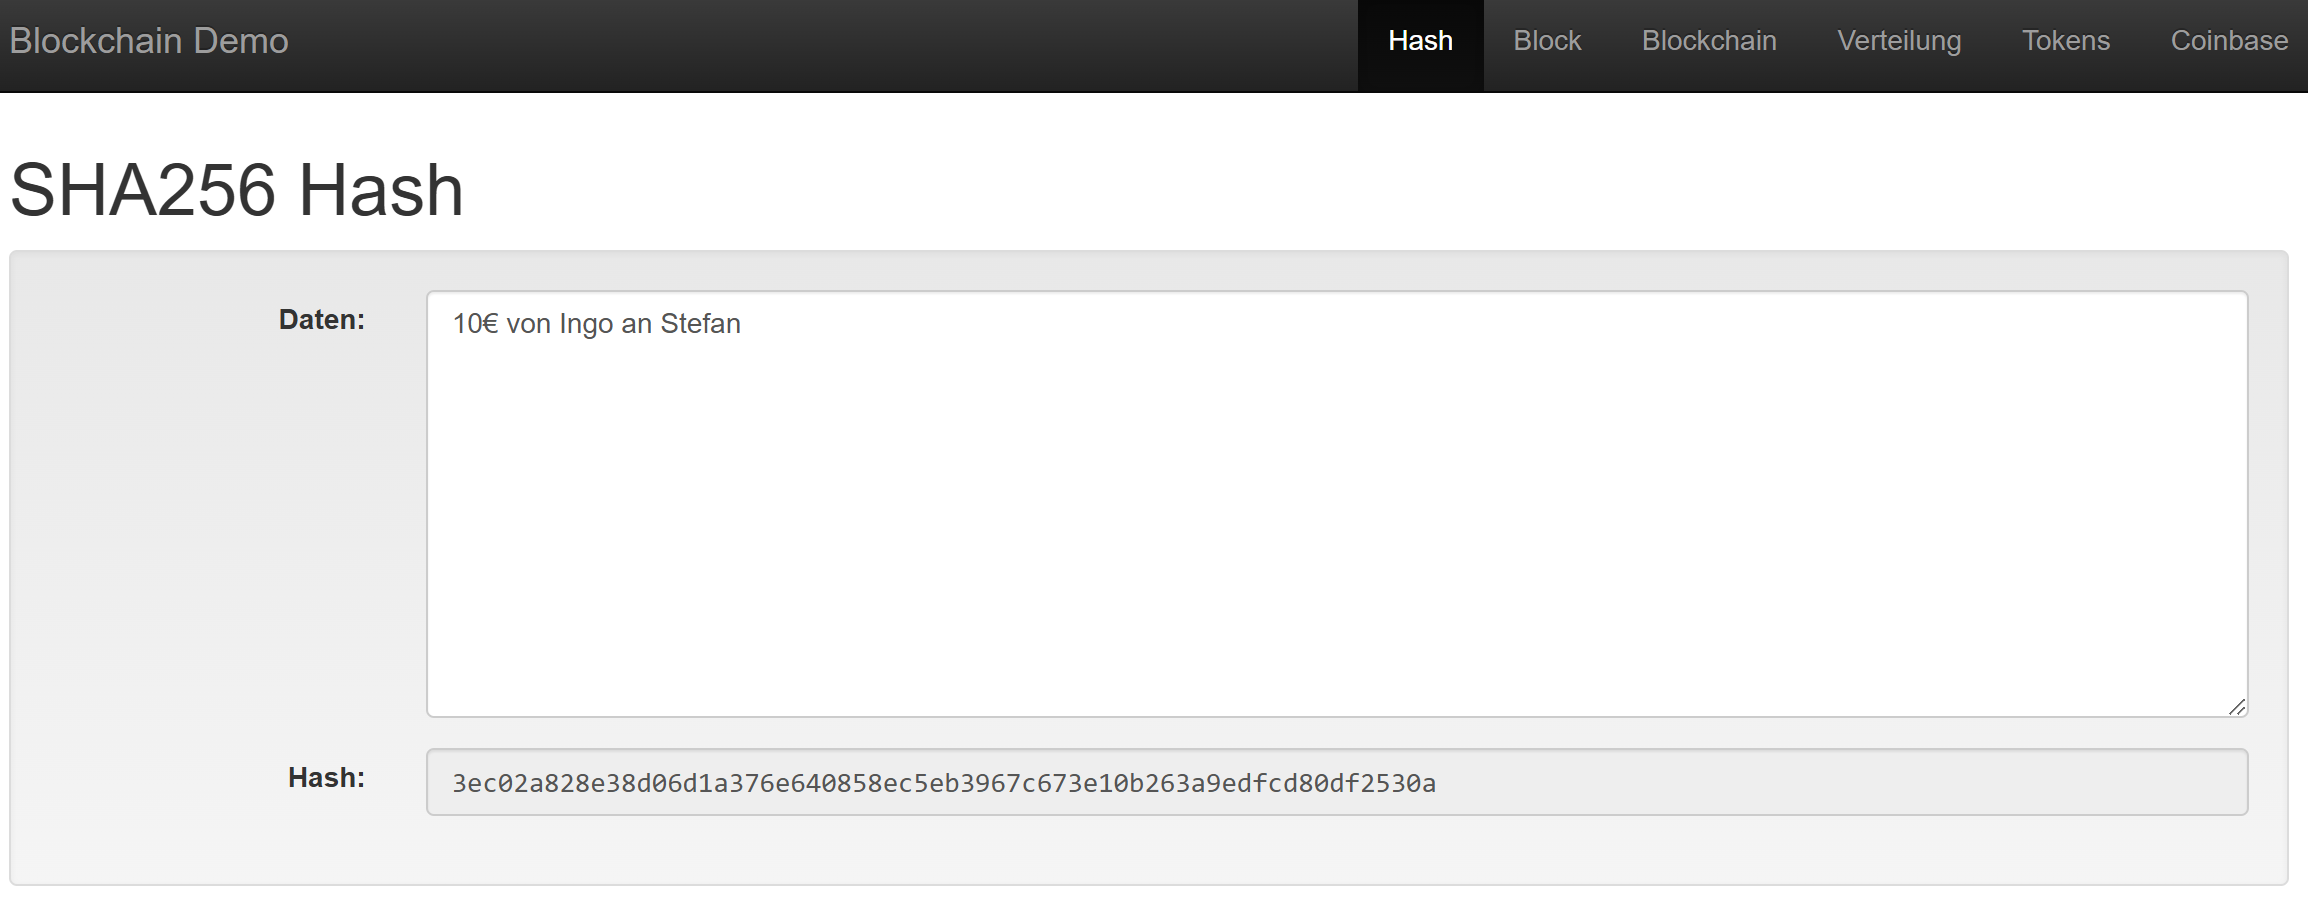 Blockchain Demo
Hash
Block
Blockchain
Verteilung
Tokens
Coinbase
SHA256 Hash
Daten:
10€ von Ingo an Stefan
Hash:
3ec02a828e38d06d1a376e640858ec5eb3967c673e10b263a9edfcd80df2530a